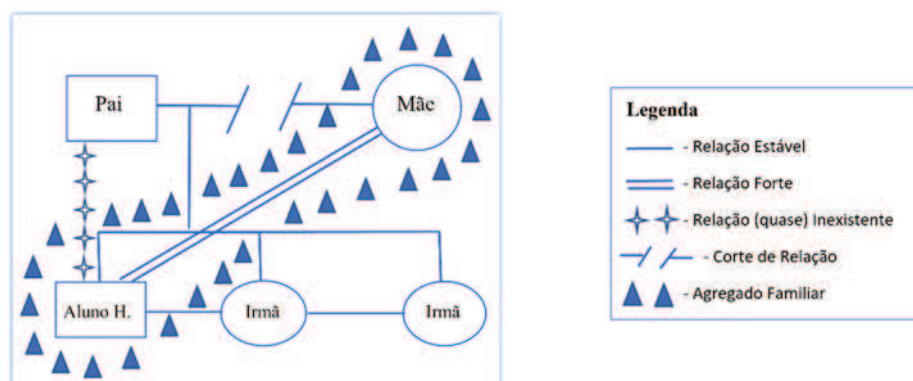 Pai
Mãe
Aluno H.
Irmã
Irmã
Legenda
- Relação Estável
- Relação Forte
- Relação (quase) Inexistente
- Corte de Relação
- Agregado Familiar